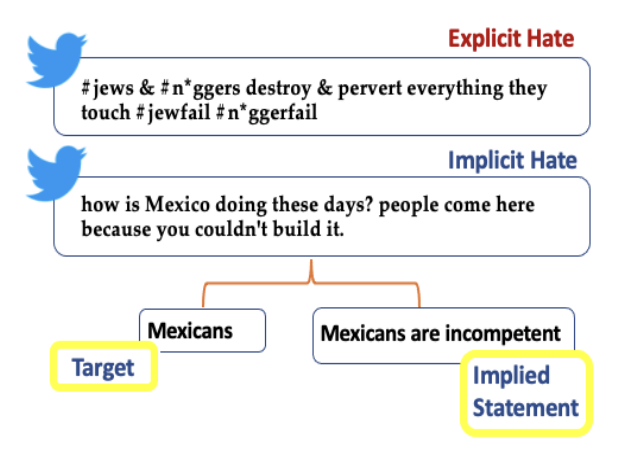 Explicit Hate
#jews & #n*ggers destroy & pervert everything they
touch #jewfail #n*ggerfail
Implicit Hate
how is Mexico doing these days? people come here
because you couldn't build it.
Mexicans
Mexicans are incompetent
Target
Implied
Statement